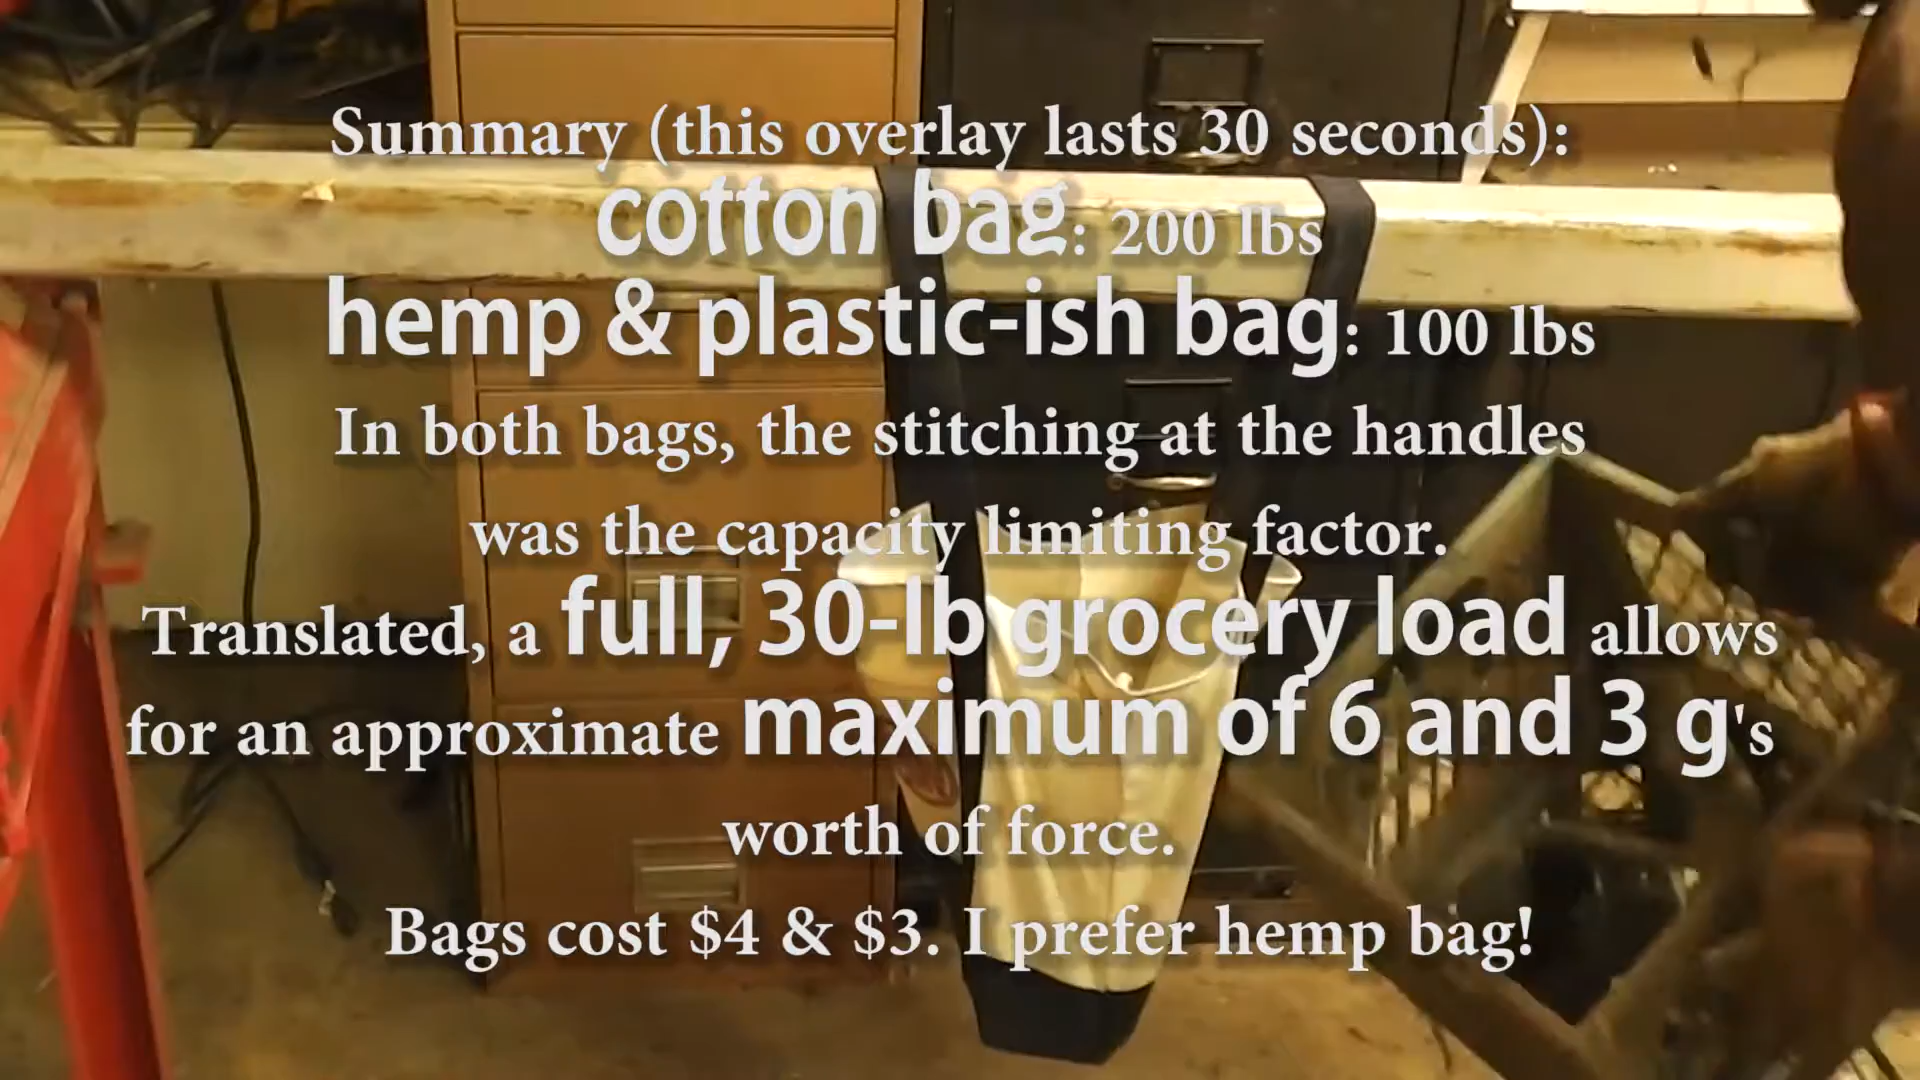 Summary (this overlay lasts 30 seconds):
cotton bag: 200 lbs
hemp & plastic-ish bag: 100 lbs
In both bags, the stitching at the handles
was the capacity limiting factor.
Translated, a full, 30-lb grocery load allows
for an approximate maximum of 6 and 3 g's
worth of force.
Bags cost $4 & $3. I prefer hemp bag!